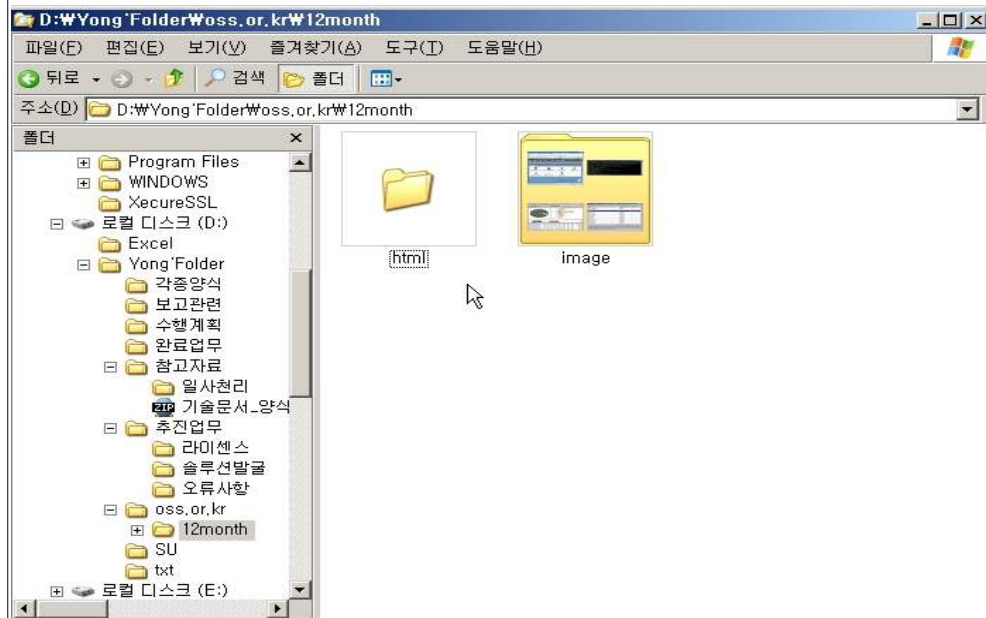 D:₩Yong'Folder₩oss.or.kr₩12month
파일(F) 편집(E) 보기(V) 즐겨찾기(A) 도구(T) 도움말(H)
뒤로 검색 폴더
주소(D) D:₩Yong'Folder₩oss.or.kr₩12month
폴더
Program Files
WINDOWS
XecureSSL
로컬 디스크 (D:)
Excel
Yong'Folder
각종양식
보고관련
수행계획
완료업무
참고자료
일사천리
ZIP 기술문서_양식
추진업무
라이센스
솔루션발굴
오류사항
oss.or.kr
12month
SU
txt
로컬 디스크 (E:)
html
image